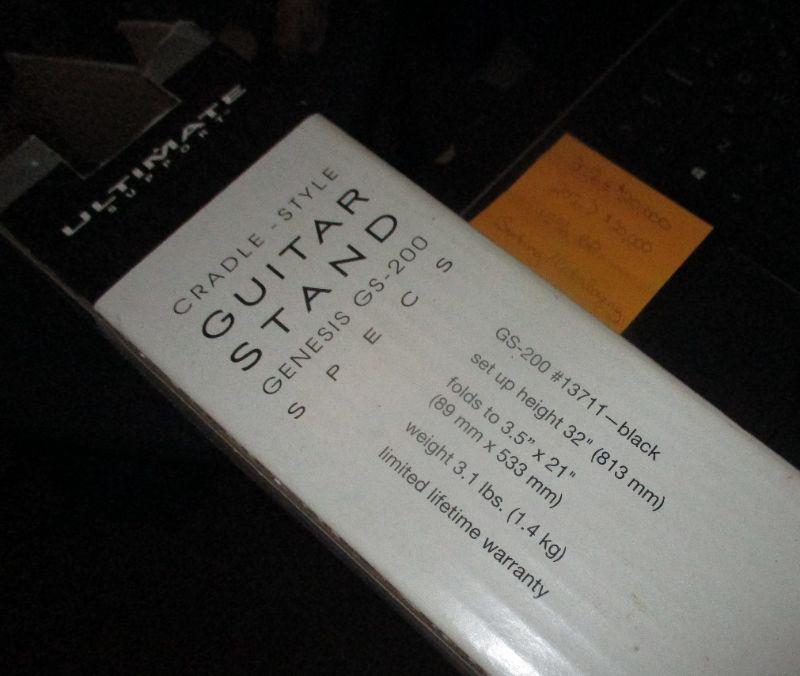 ULTIMATE
SUPPORT
CRADLE - STYLE
GUITAR
STAND
GENESIS GS-200
SPECS
GS-200 #13711—black
set up height 32" (813 mm)
folds to 3.5" x 21"
(89 mm x 533 mm)
weight 3.1 lbs. (1.4 kg)
limited lifetime warranty